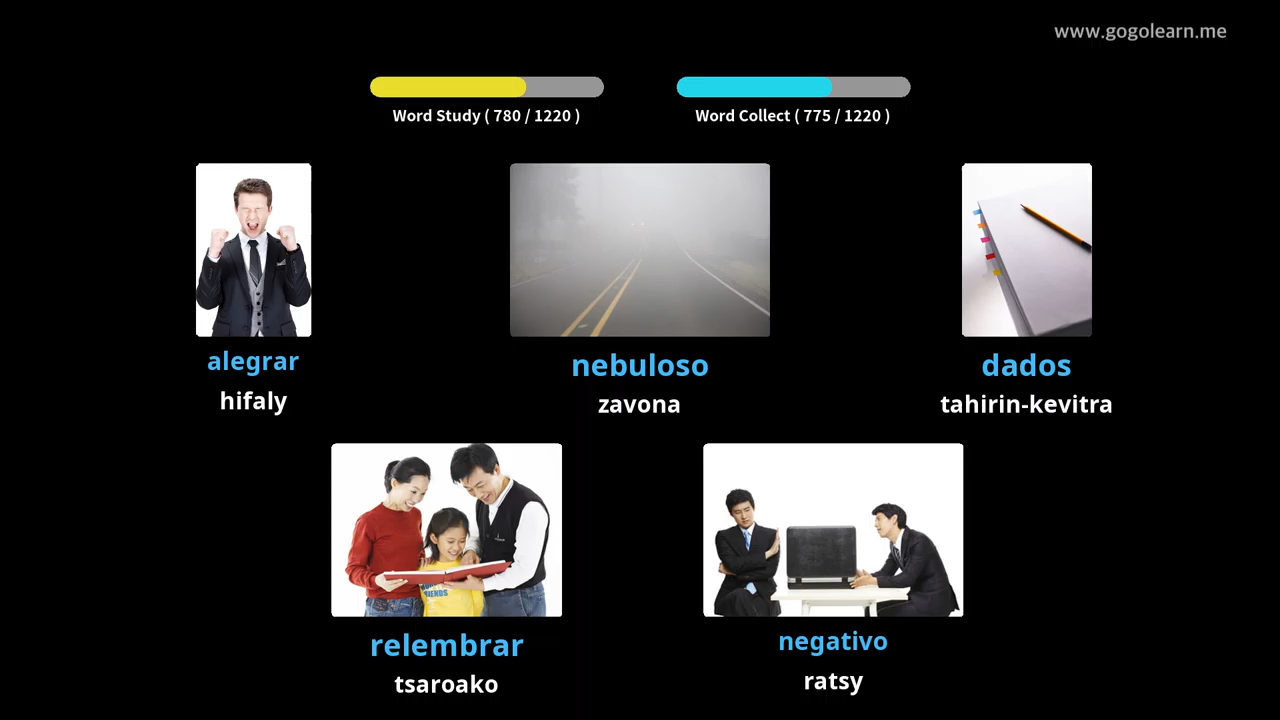 www.gogolearn.me
Word Study ( 780 / 1220 )
Word Collect ( 775 / 1220 )
alegrar
hifaly
nebuloso
zavona
dados
tahirin-kevitra
relembrar
tsaroako
negativo
ratsy